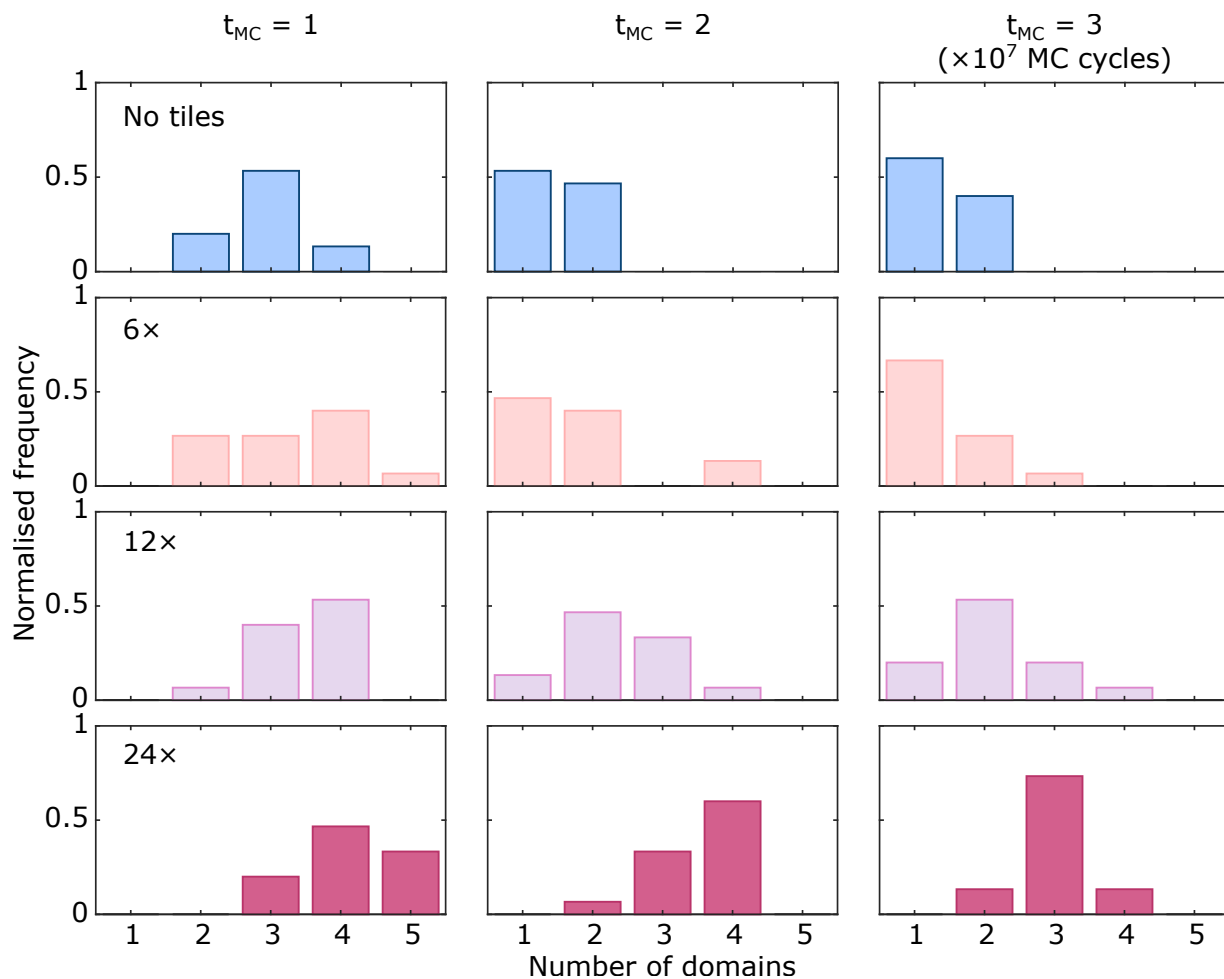 t_MC = 1
t_MC = 2
t_MC = 3
(×10⁷ MC cycles)
Normalised frequency
No tiles
1
0.5
0
6×
1
0.5
0
12×
1
0.5
0
24×
1
0.5
0
1 2 3 4 5
1 2 3 4 5
1 2 3 4 5
Number of domains